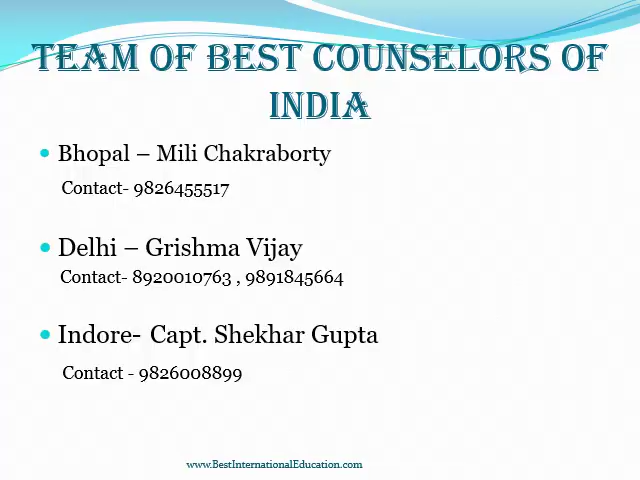 TEAM OF BEST COUNSELORS OF
INDIA
• Bhopal – Mili Chakraborty
Contact- 9826455517
• Delhi – Grishma Vijay
Contact- 8920010763 , 9891845664
• Indore- Capt. Shekhar Gupta
Contact - 9826008899
www.BestInternationalEducation.com